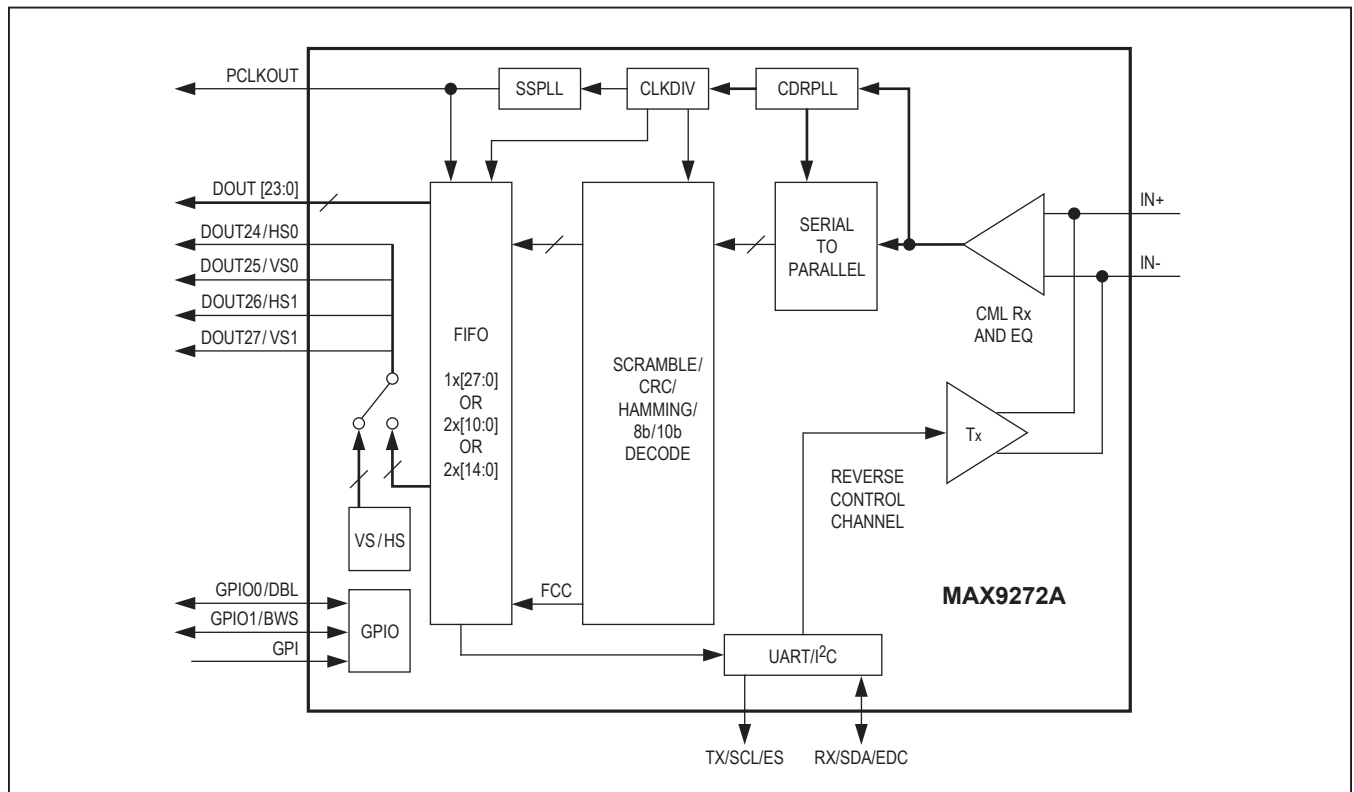 PCLKOUT
SSPLL
CLKDIV
CDRPLL
DOUT [23:0]
DOUT24/HS0
DOUT25/VS0
DOUT26/HS1
DOUT27/VS1
FIFO
1x[27:0]
OR
2x[10:0]
OR
2x[14:0]
SCRAMBLE/
CRC/
HAMMING/
8b/10b
DECODE
SERIAL
TO
PARALLEL
IN+
IN-
CML Rx
AND EQ
Tx
REVERSE
CONTROL
CHANNEL
VS/HS
MAX9272A
GPIO0/DBL
GPIO1/BWS
GPI
GPIO
FCC
UART/I²C
TX/SCL/ES
RX/SDA/EDC